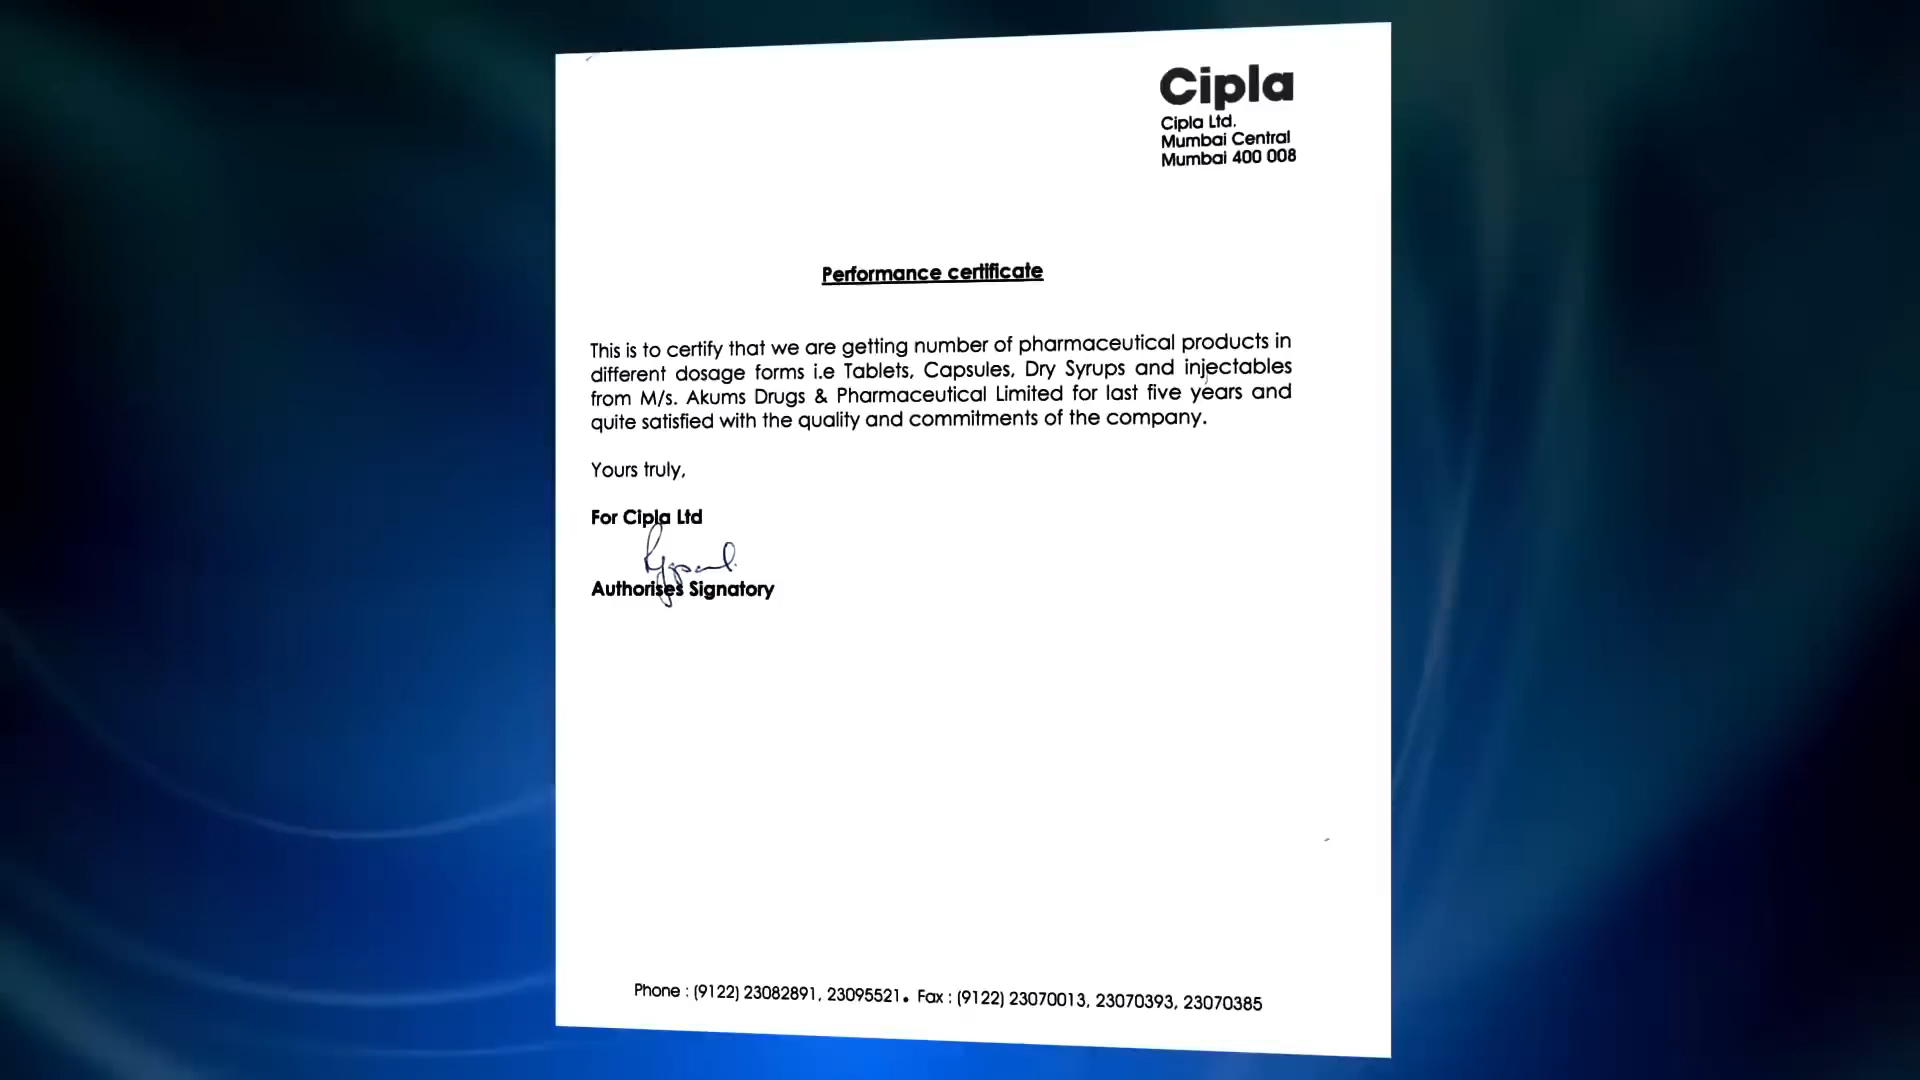 Cipla
Cipla Ltd.
Mumbai Central
Mumbai 400 008
Performance certificate
This is to certify that we are getting number of pharmaceutical products in
different dosage forms i.e Tablets, Capsules, Dry Syrups and injectables
from M/s. Akums Drugs & Pharmaceutical Limited for last five years and
quite satisfied with the quality and commitments of the company.
Yours truly,
For Cipla Ltd
Authorises Signatory
Phone : (9122) 23082891, 23095521. Fax : (9122) 23070013, 23070393, 23070385